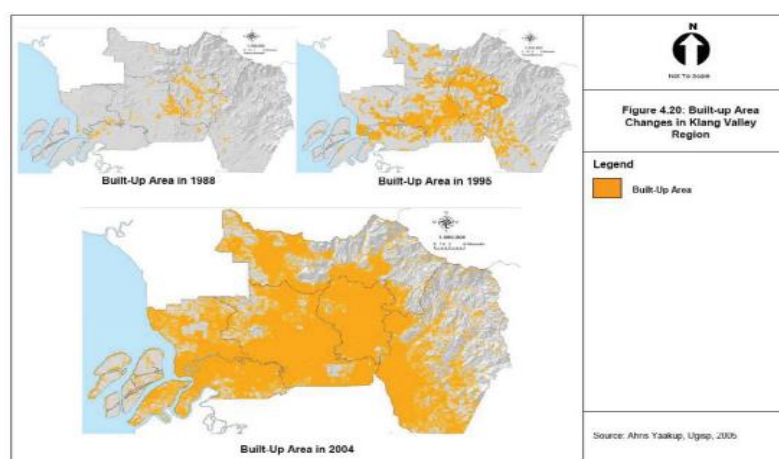 Built-Up Area in 1988
Built-Up Area in 1995
Built-Up Area in 2004
N
Not To Scale
Figure 4.20: Built-up Area
Changes in Klang Valley
Region
Legend
Built-Up Area
Source: Ahris Yaakup, Ugisp, 2005